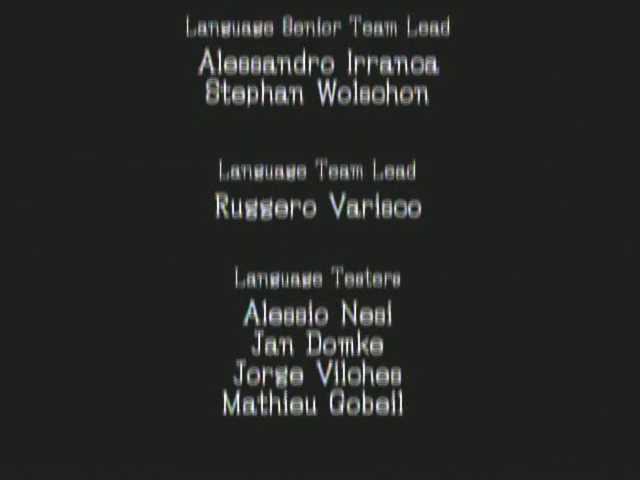 Language Senior Team Lead
Alessandro Irranca
Stephan Wolschon
Language Team Lead
Ruggero Varisco
Language Testers
Alessio Nesi
Jan Domke
Jorge Vilches
Mathieu Gobeil